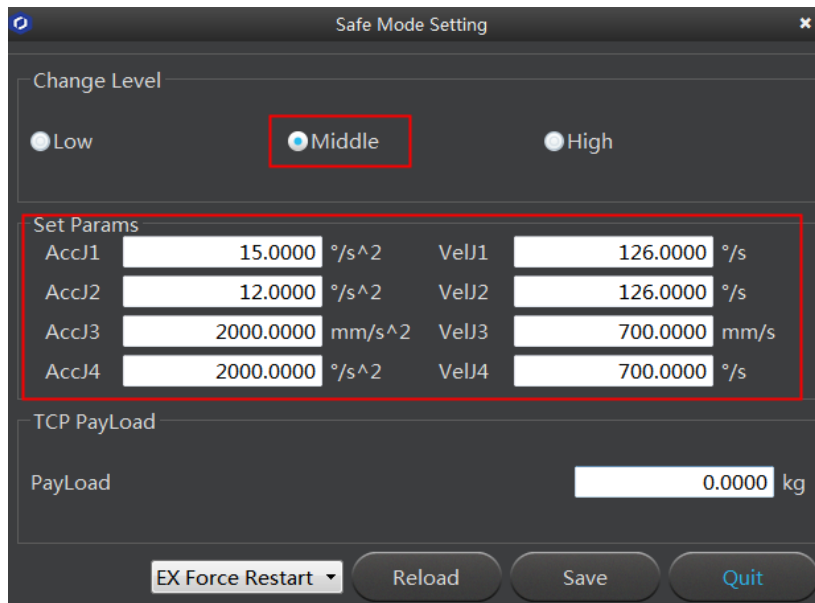 Safe Mode Setting
Change Level
Low Middle High
Set Params
AccJ1 15.0000 °/s^2 VelJ1 126.0000 °/s
AccJ2 12.0000 °/s^2 VelJ2 126.0000 °/s
AccJ3 2000.0000 mm/s^2 VelJ3 700.0000 mm/s
AccJ4 2000.0000 °/s^2 VelJ4 700.0000 °/s
TCP PayLoad
PayLoad 0.0000 kg
EX Force Restart Reload Save Quit